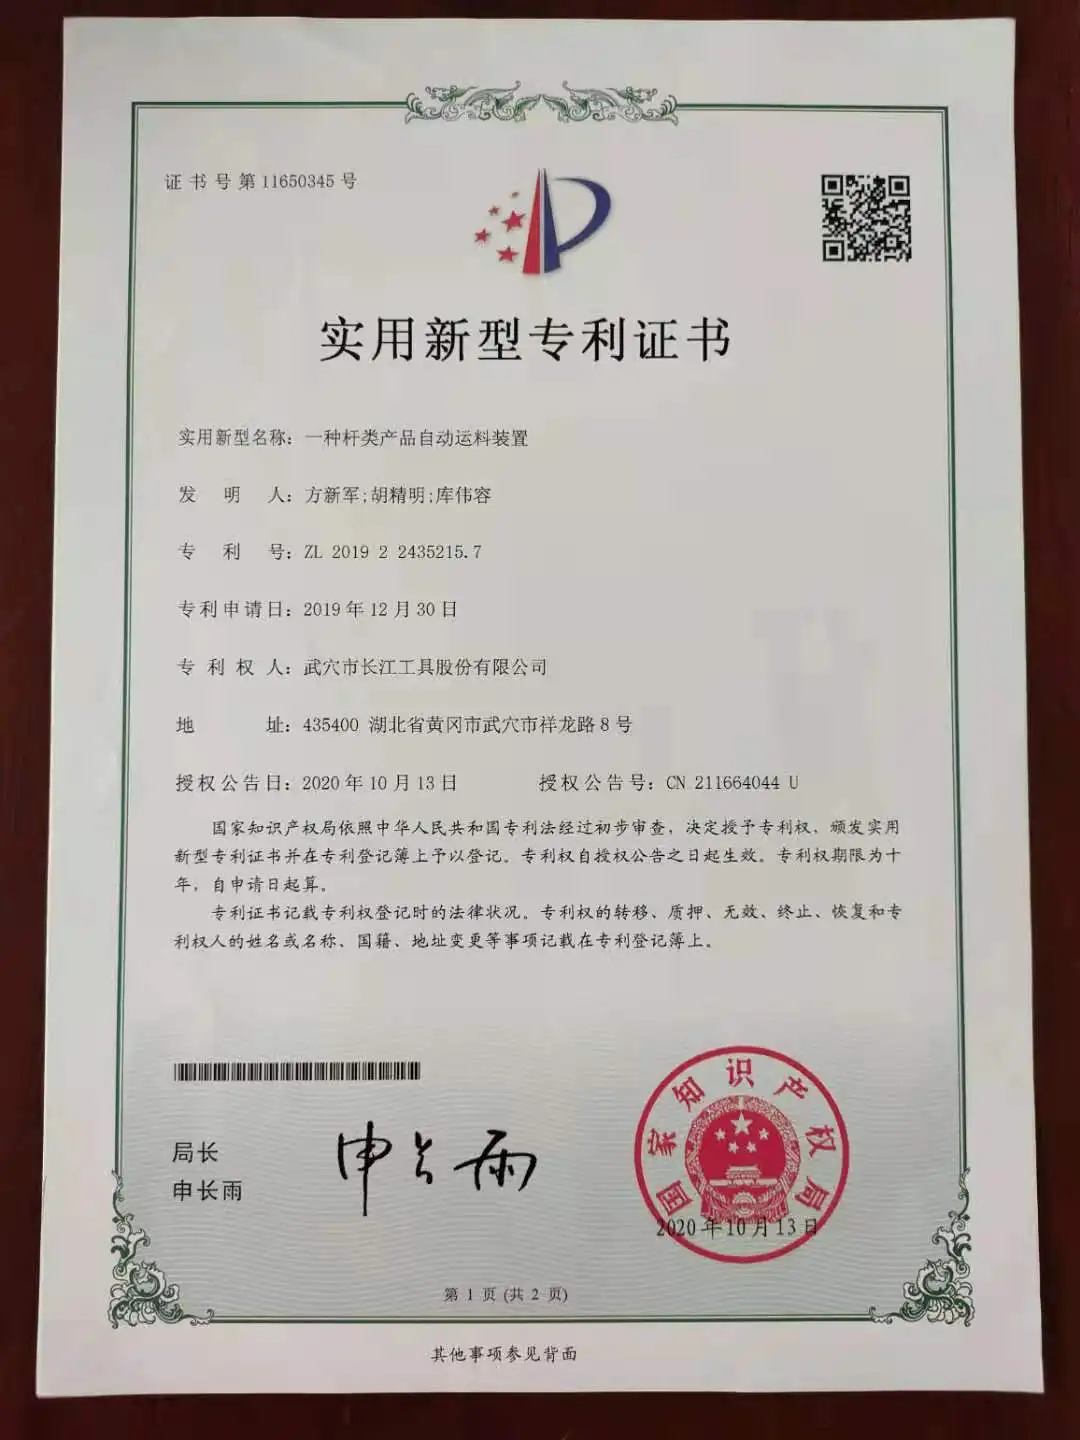 证书号第11650345号
实用新型专利证书
实用新型名称：一种杆类产品自动运料装置
发明人：方新军;胡精明;库伟容
专利号：ZL 2019 2 2435215.7
专利申请日：2019年12月30日
专利权人：武穴市长江工具股份有限公司
地址：435400 湖北省黄冈市武穴市祥龙路8号
授权公告日：2020年10月13日 授权公告号：CN 211664044 U
国家知识产权局依照中华人民共和国专利法经过初步审查，决定授予专利权，颁发实用
新型专利证书并在专利登记簿上予以登记。专利权自授权公告之日起生效。专利权期限为十
年，自申请日起算。
专利证书记载专利权登记时的法律状况。专利权的转移、质押、无效、终止、恢复和专
利权人的姓名或名称、国籍、地址变更等事项记载在专利登记簿上。
局长
申长雨
申长雨
国家知识产权局
2020年10月13日
第 1 页 (共 2 页)
其他事项参见背面